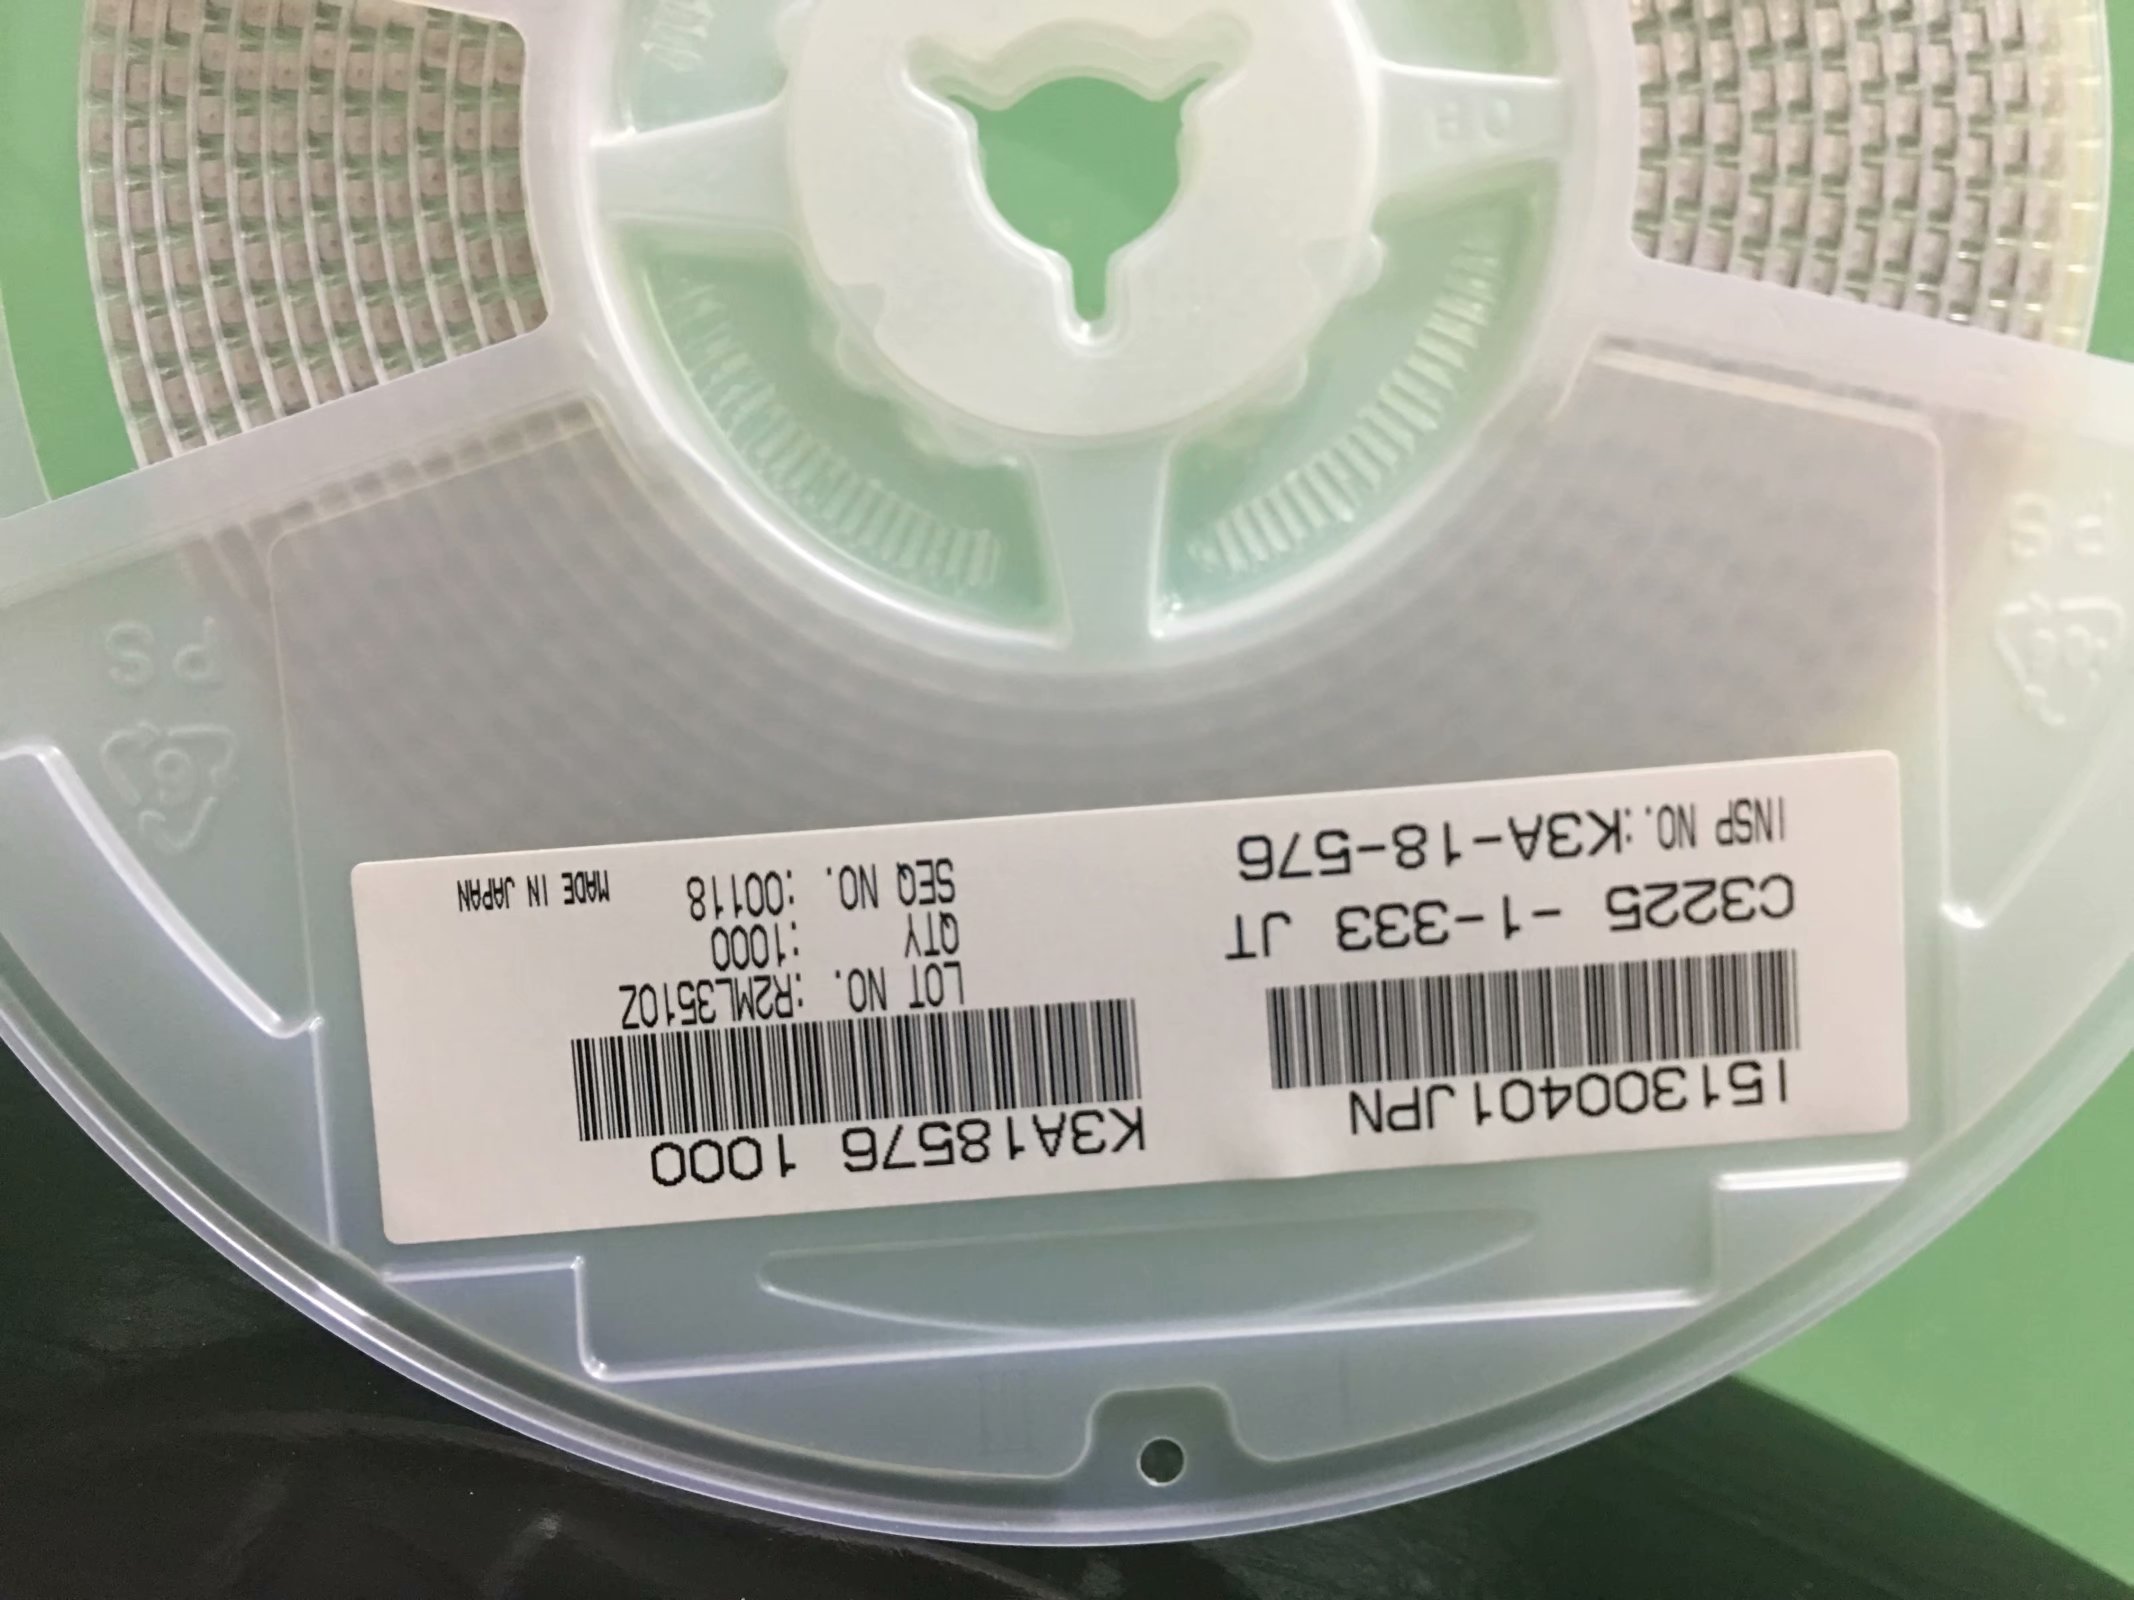 I51300401JPN
K3A18576 1000
C3225 -1-333 JT
INSP NO.:K3A-18-576
LOT NO. :R2ML3510Z
QTY :1000
SEQ NO. :00118
MADE IN JAPAN
PS
PS